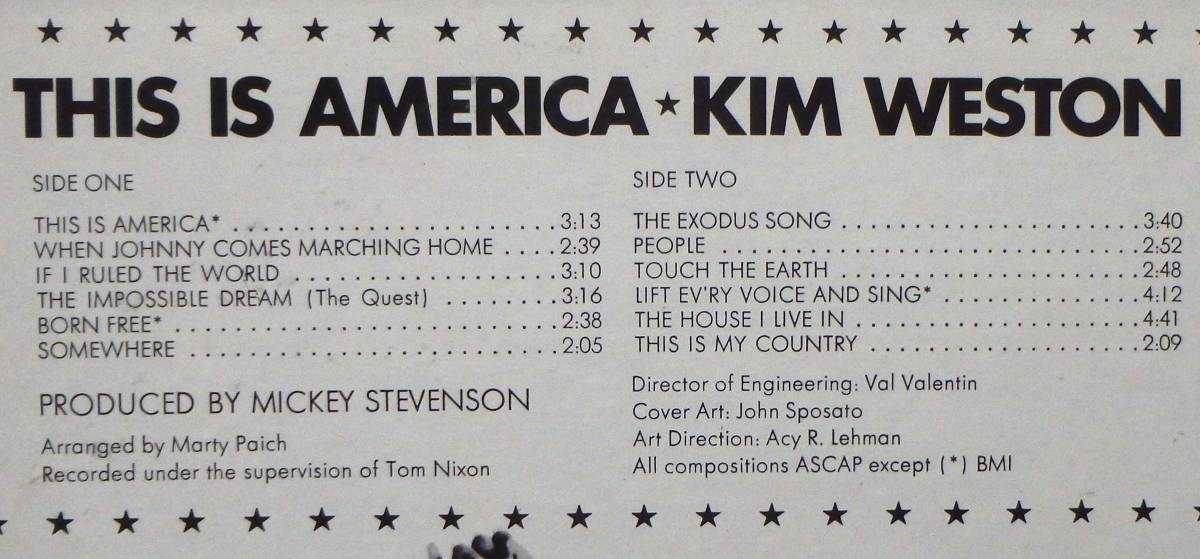 THIS IS AMERICA ★ KIM WESTON
SIDE ONE
THIS IS AMERICA* . . . . . . . . . . . . . . . . . . . . . 3:13
WHEN JOHNNY COMES MARCHING HOME . . . . 2:39
IF I RULED THE WORLD . . . . . . . . . . . . . . . . . 3:10
THE IMPOSSIBLE DREAM (The Quest) . . . . . . . . 3:16
BORN FREE* . . . . . . . . . . . . . . . . . . . . . . . . . 2:38
SOMEWHERE . . . . . . . . . . . . . . . . . . . . . . . . 2:05
PRODUCED BY MICKEY STEVENSON
Arranged by Marty Paich
Recorded under the supervision of Tom Nixon
SIDE TWO
THE EXODUS SONG . . . . . . . . . . . . . . . . . . . . 3:40
PEOPLE . . . . . . . . . . . . . . . . . . . . . . . . . . . . 2:52
TOUCH THE EARTH . . . . . . . . . . . . . . . . . . . . 2:48
LIFT EV'RY VOICE AND SING* . . . . . . . . . . . . . 4:12
THE HOUSE I LIVE IN . . . . . . . . . . . . . . . . . . . 4:41
THIS IS MY COUNTRY . . . . . . . . . . . . . . . . . . 2:09
Director of Engineering: Val Valentin
Cover Art: John Sposato
Art Direction: Acy R. Lehman
All compositions ASCAP except (*) BMI